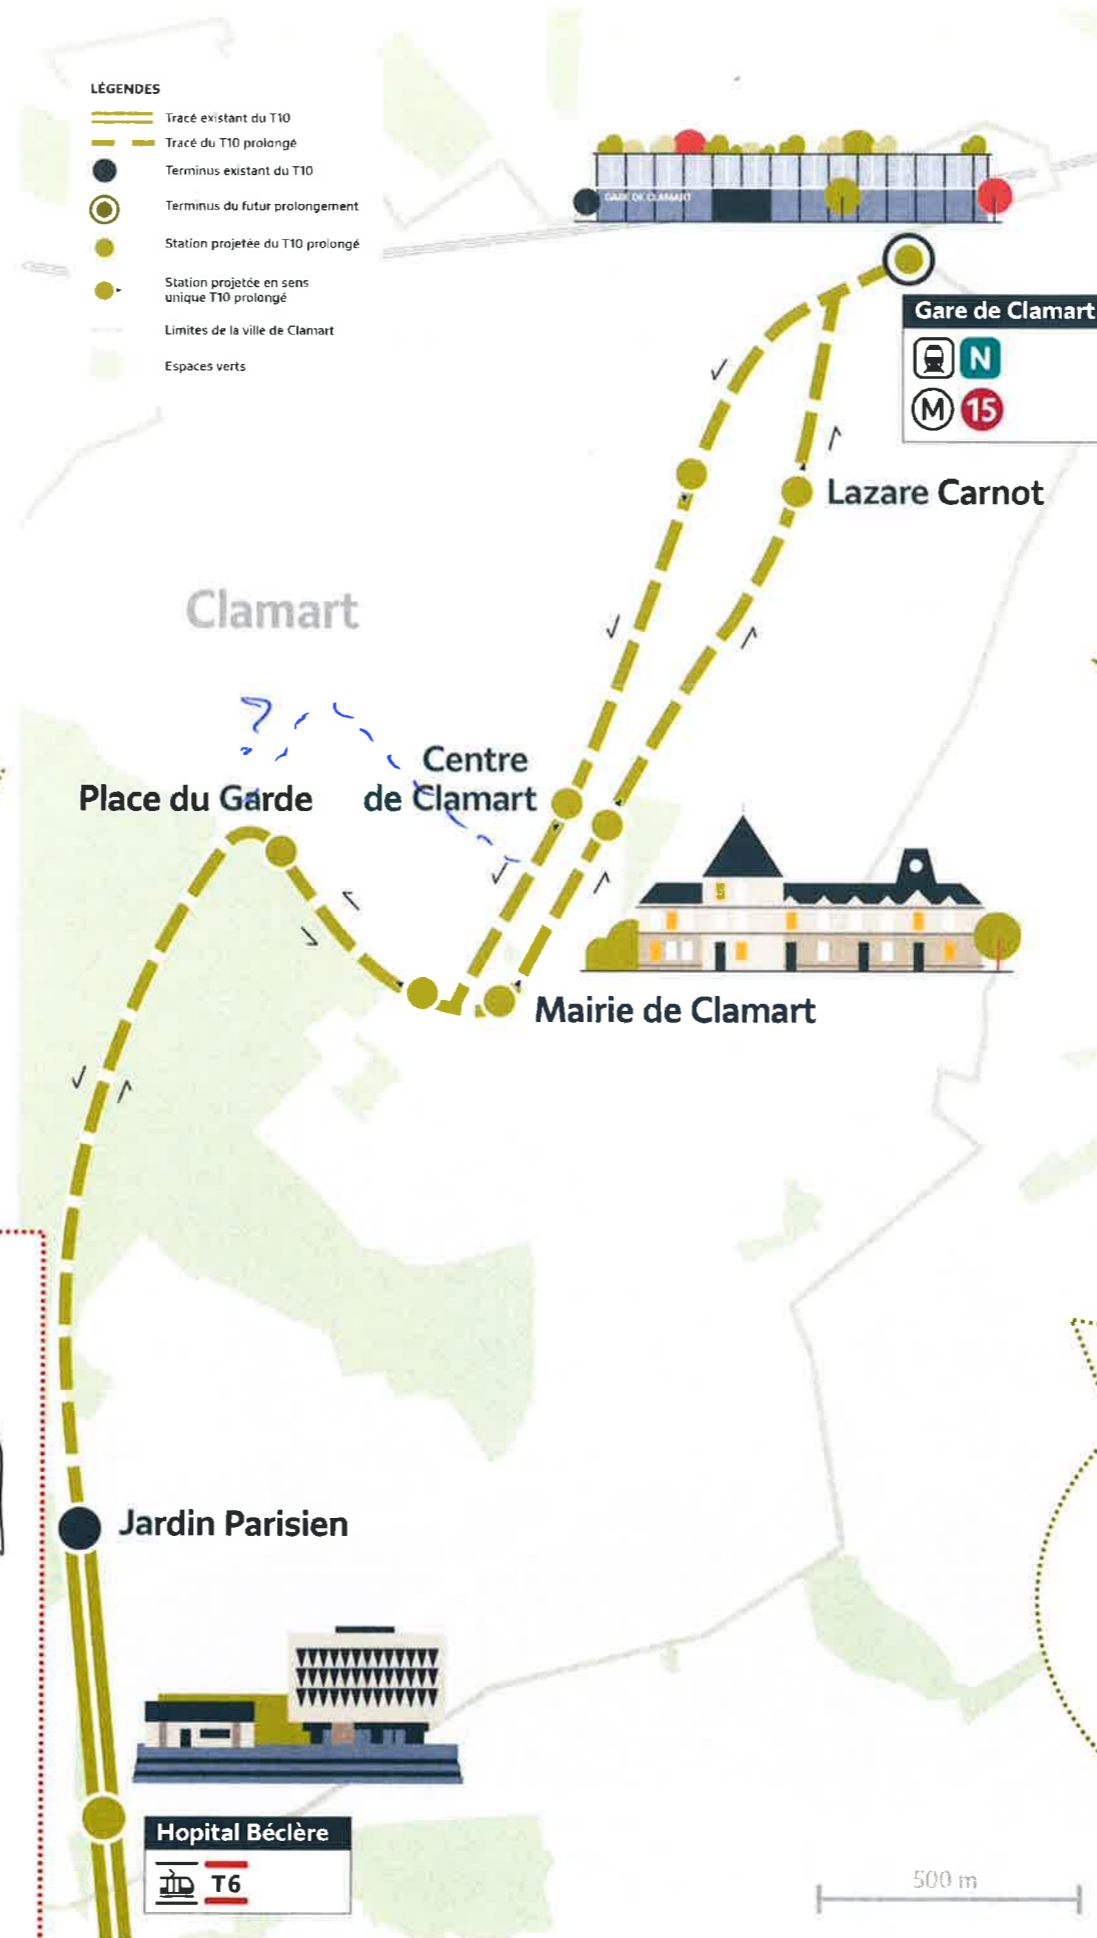 LÉGENDES
Tracé existant du T10
Tracé du T10 prolongé
Terminus existant du T10
Terminus du futur prolongement
Station projetée du T10 prolongé
Station projetée en sens
unique T10 prolongé
Limites de la ville de Clamart
Espaces verts
GARE DE CLAMART
Gare de Clamart
N
M 15
Lazare Carnot
Clamart
?
Centre
de Clamart
Place du Garde
Mairie de Clamart
Jardin Parisien
Hopital Béclère
T6
500 m